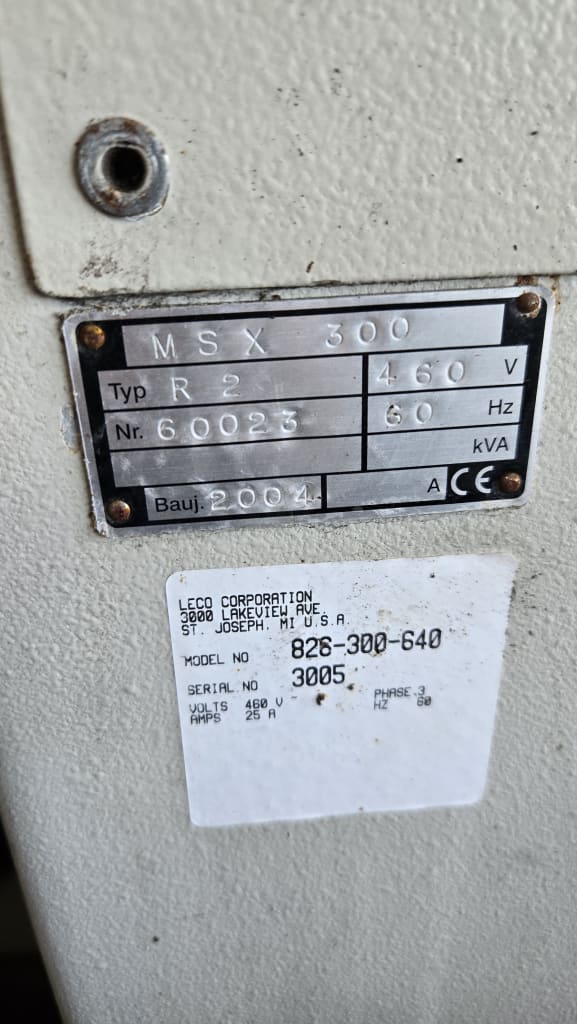 MSX 300
Typ R 2 460 V
Nr. 60023 60 Hz
kVA
Bauj. 2004 A CE
LECO CORPORATION
3000 LAKEVIEW AVE.
ST. JOSEPH, MI U.S.A.
MODEL NO 826-300-640
SERIAL NO 3005
VOLTS 460 V ~ PHASE 3
AMPS 25 A HZ 60